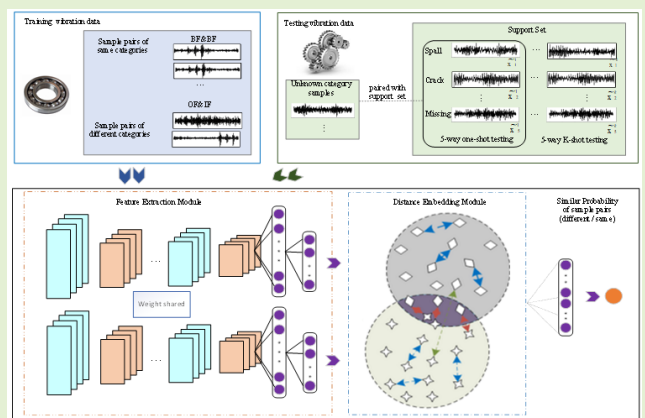 Training vibration data
Sample pairs of
same categories
BF&BF
...
OF&IF
Sample pairs of
different categories
Testing vibration data
Unknown category
samples
paired with
support set
Support Set
Spall
Crack
Missing
5-way one-shot testing
5-way K-shot testing
Feature Extraction Module
Weight shared
Distance Embedding Module
Similar Probability
of sample pairs
(different / same)